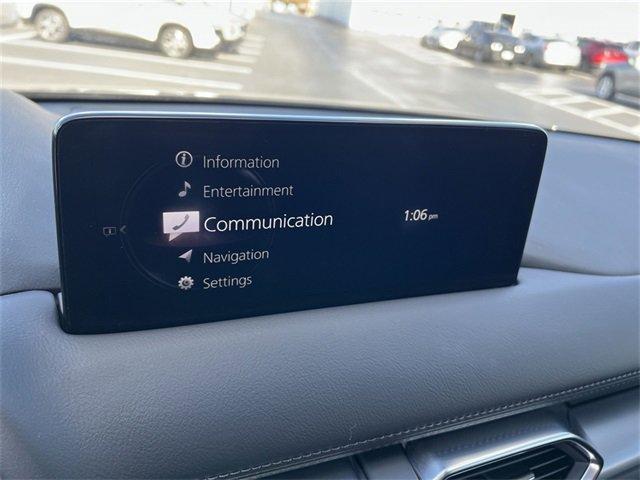 Information
Entertainment
Communication
1:06 pm
Navigation
Settings